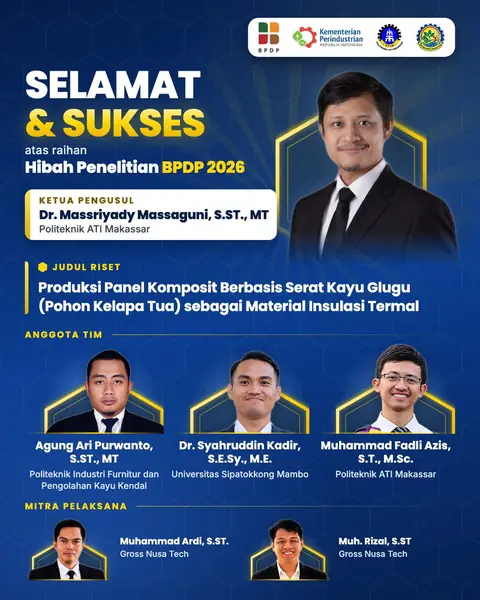 BPDP
Kementerian
Perindustrian
REPUBLIK INDONESIA
SELAMAT
& SUKSES
atas raihan
Hibah Penelitian BPDP 2026
KETUA PENGUSUL
Dr. Massriyady Massaguni, S.ST., MT
Politeknik ATI Makassar
JUDUL RISET
Produksi Panel Komposit Berbasis Serat Kayu Glugu
(Pohon Kelapa Tua) sebagai Material Insulasi Termal
ANGGOTA TIM
Agung Ari Purwanto,
S.ST., MT
Politeknik Industri Furnitur dan
Pengolahan Kayu Kendal
Dr. Syahruddin Kadir,
S.E.Sy., M.E.
Universitas Sipatokkong Mambo
Muhammad Fadli Azis,
S.T., M.Sc.
Politeknik ATI Makassar
MITRA PELAKSANA
Muhammad Ardi, S.ST.
Gross Nusa Tech
Muh. Rizal, S.ST
Gross Nusa Tech